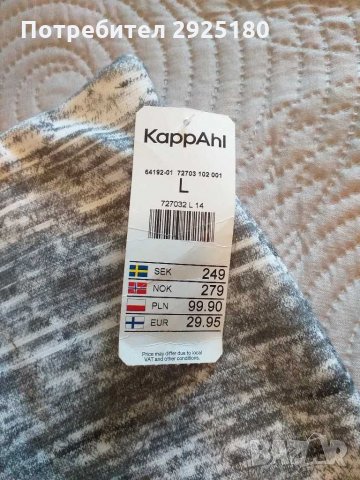 Потребител 2925180
KappAhl
64192-01 72703 102 001
L
727032 L 14
SEK 249
NOK 279
PLN 99.90
EUR 29.95
Price may differ due to local
VAT and other conditions.
BAZAR